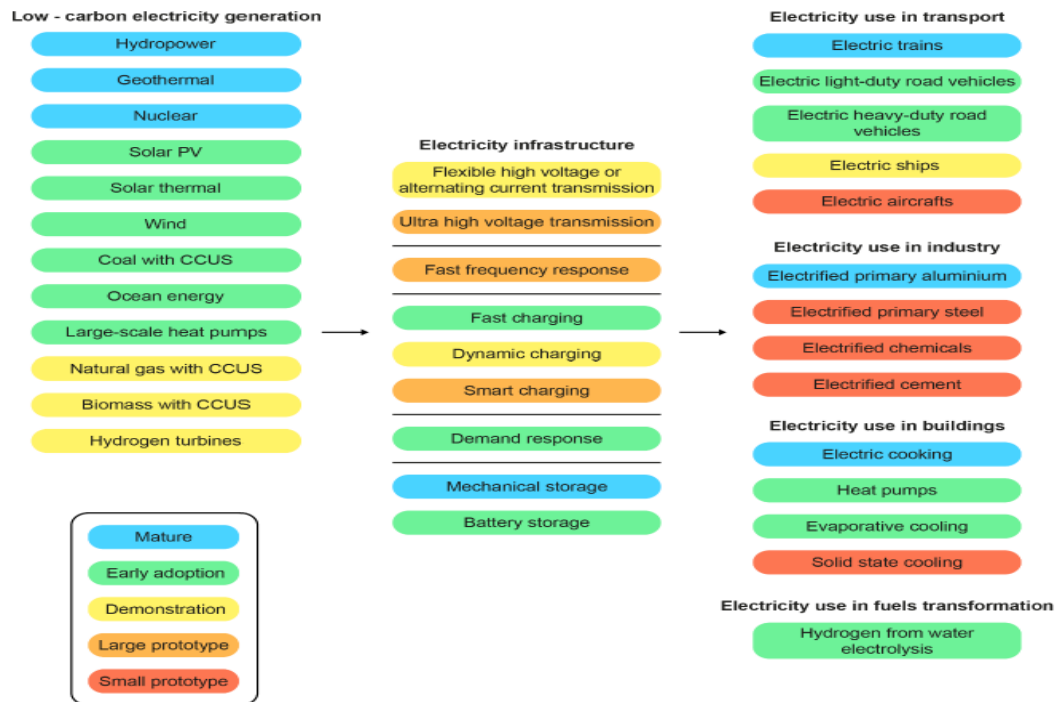 Low - carbon electricity generation
Hydropower
Geothermal
Nuclear
Solar PV
Solar thermal
Wind
Coal with CCUS
Ocean energy
Large-scale heat pumps
Natural gas with CCUS
Biomass with CCUS
Hydrogen turbines
Mature
Early adoption
Demonstration
Large prototype
Small prototype
Electricity infrastructure
Flexible high voltage or
alternating current transmission
Ultra high voltage transmission
Fast frequency response
Fast charging
Dynamic charging
Smart charging
Demand response
Mechanical storage
Battery storage
Electricity use in transport
Electric trains
Electric light-duty road vehicles
Electric heavy-duty road
vehicles
Electric ships
Electric aircrafts
Electricity use in industry
Electrified primary aluminium
Electrified primary steel
Electrified chemicals
Electrified cement
Electricity use in buildings
Electric cooking
Heat pumps
Evaporative cooling
Solid state cooling
Electricity use in fuels transformation
Hydrogen from water
electrolysis